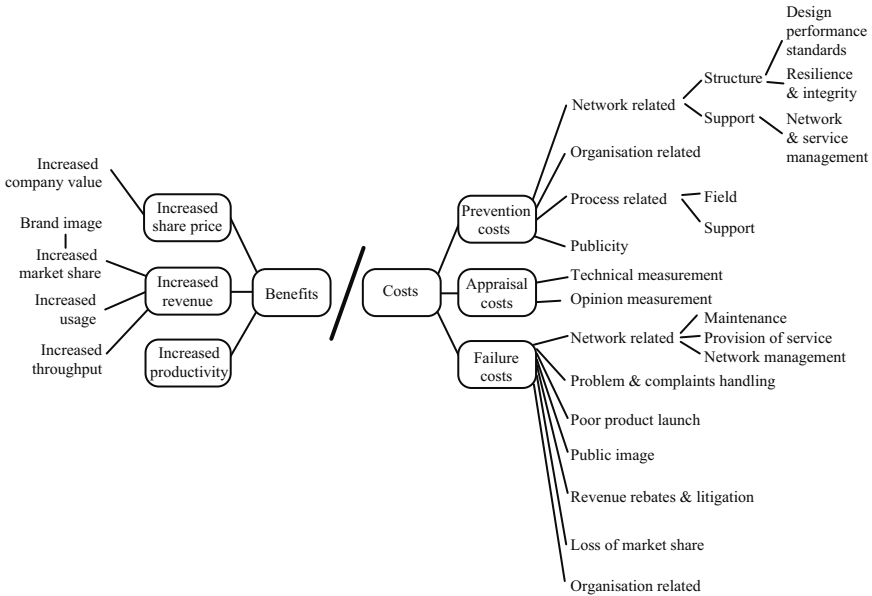 Increased
company value
Brand image
Increased
market share
Increased
usage
Increased
throughput
Increased
share price
Increased
revenue
Increased
productivity
Benefits
Costs
Prevention
costs
Appraisal
costs
Failure
costs
Network related
Structure
Design
performance
standards
Resilience
& integrity
Support
Network
& service
management
Organisation related
Process related
Field
Support
Publicity
Technical measurement
Opinion measurement
Network related
Maintenance
Provision of service
Network management
Problem & complaints handling
Poor product launch
Public image
Revenue rebates & litigation
Loss of market share
Organisation related